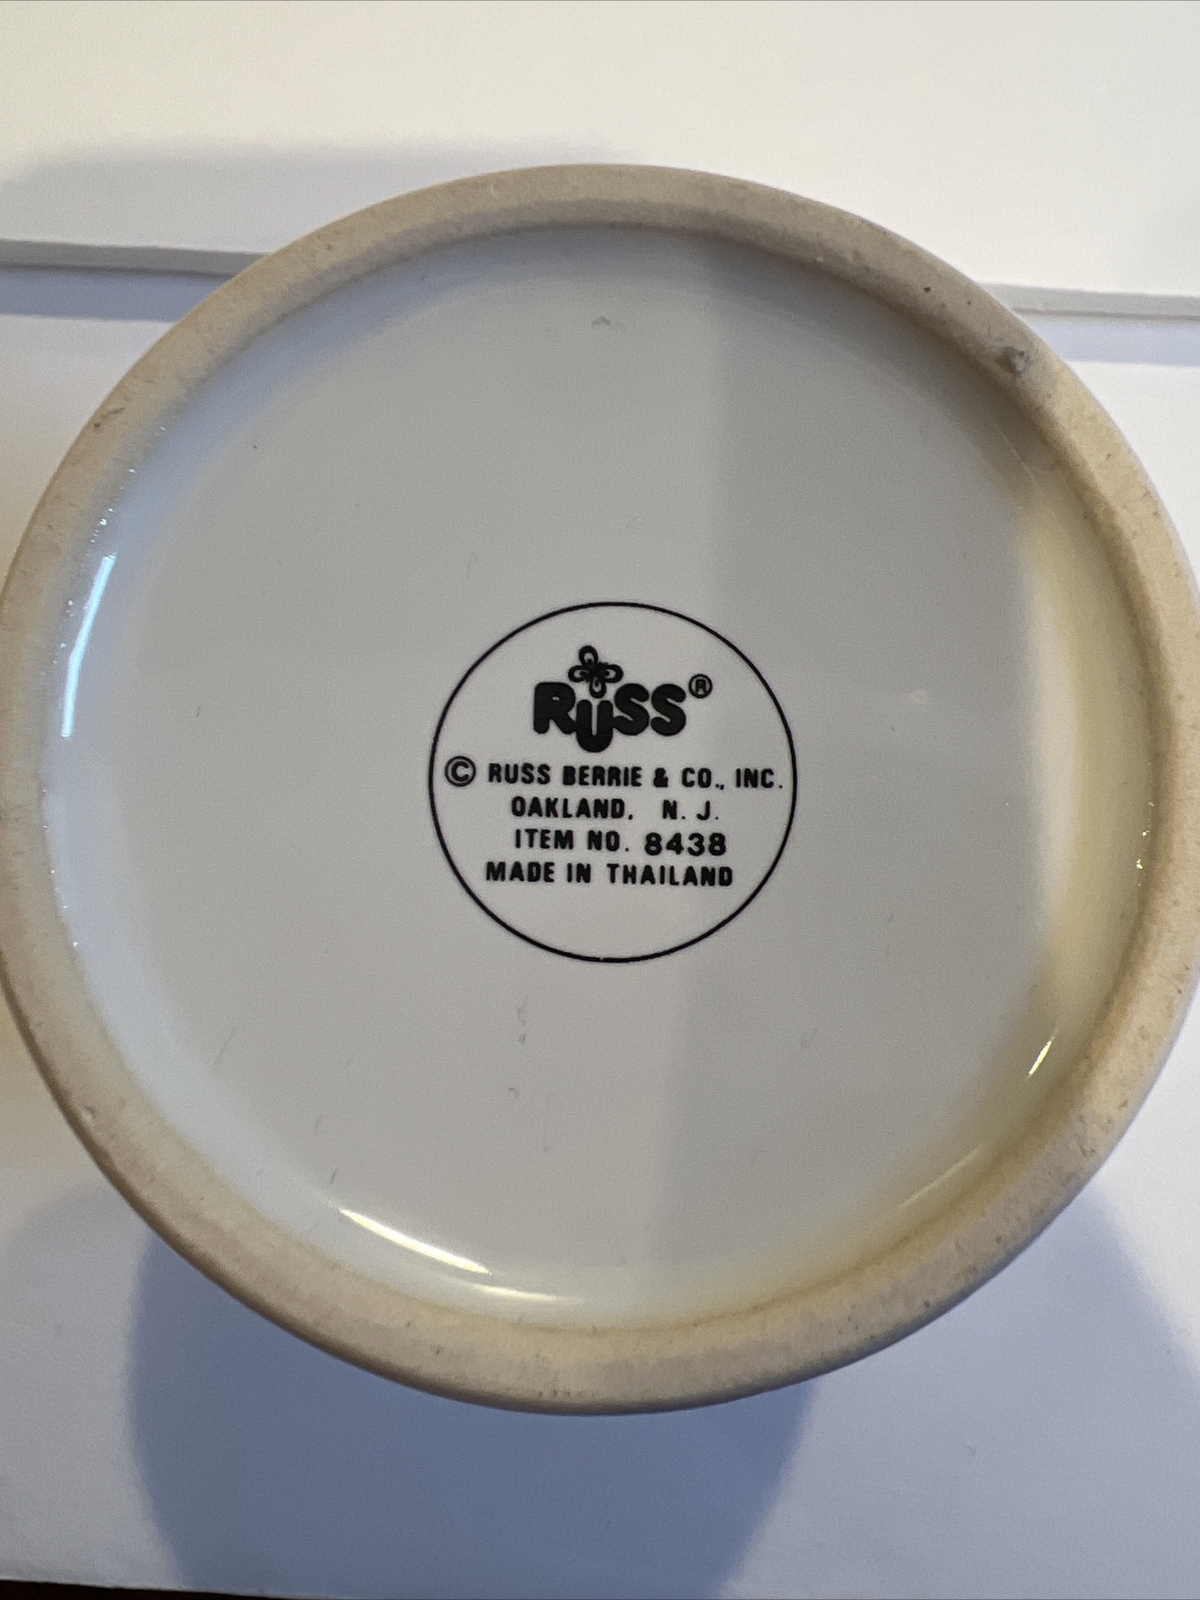 RUSS®
© RUSS BERRIE & CO., INC.
OAKLAND, N. J.
ITEM NO. 8438
MADE IN THAILAND